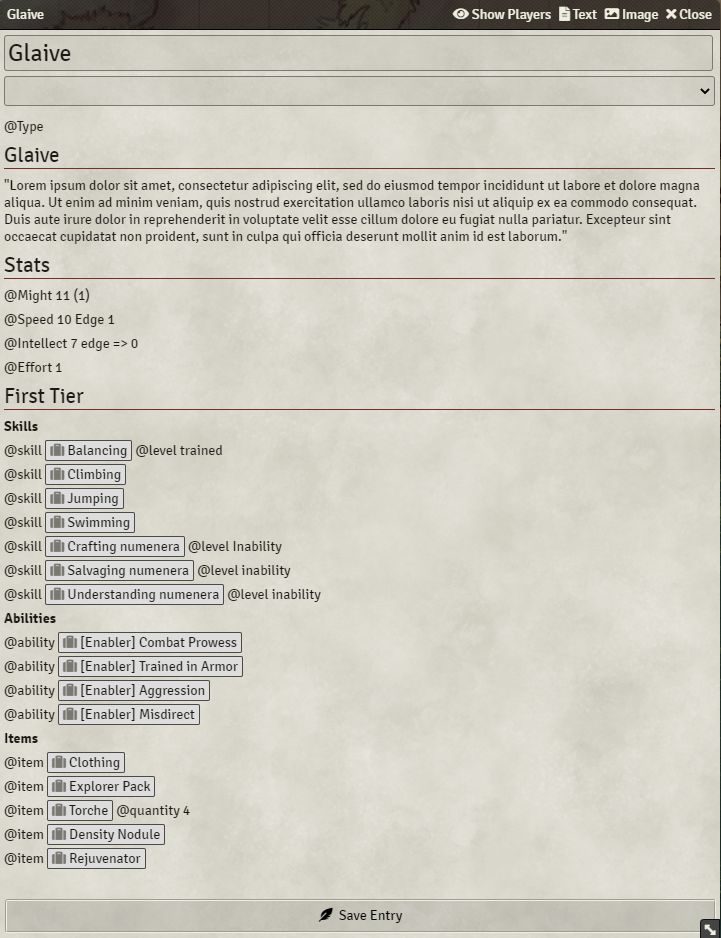 Glaive Show Players Text Image Close
Glaive
@Type
Glaive
"Lorem ipsum dolor sit amet, consectetur adipiscing elit, sed do eiusmod tempor incididunt ut labore et dolore magna
aliqua. Ut enim ad minim veniam, quis nostrud exercitation ullamco laboris nisi ut aliquip ex ea commodo consequat.
Duis aute irure dolor in reprehenderit in voluptate velit esse cillum dolore eu fugiat nulla pariatur. Excepteur sint
occaecat cupidatat non proident, sunt in culpa qui officia deserunt mollit anim id est laborum."
Stats
@Might 11 (1)
@Speed 10 Edge 1
@Intellect 7 edge => 0
@Effort 1
First Tier
Skills
@skill Balancing @level trained
@skill Climbing
@skill Jumping
@skill Swimming
@skill Crafting numenera @level Inability
@skill Salvaging numenera @level inability
@skill Understanding numenera @level inability
Abilities
@ability [Enabler] Combat Prowess
@ability [Enabler] Trained in Armor
@ability [Enabler] Aggression
@ability [Enabler] Misdirect
Items
@item Clothing
@item Explorer Pack
@item Torche @quantity 4
@item Density Nodule
@item Rejuvenator
Save Entry